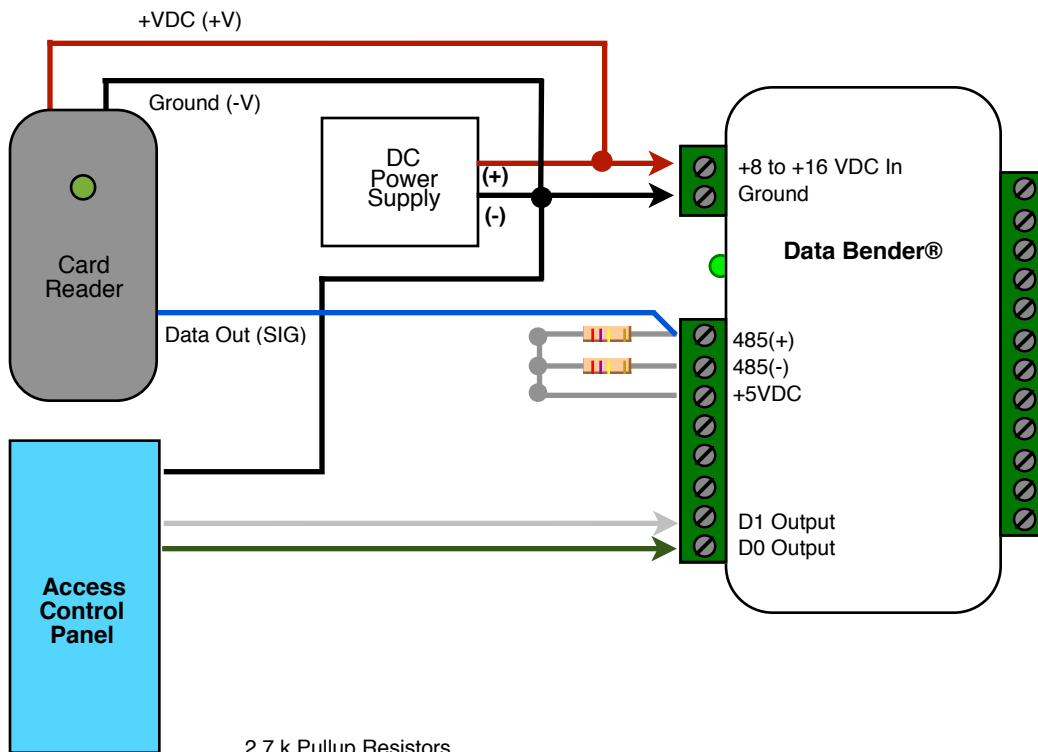 +VDC (+V)
Ground (-V)
DC
Power
Supply
(+)
(-)
+8 to +16 VDC In
Ground
Data Bender®
Card
Reader
Data Out (SIG)
485(+)
485(-)
+5VDC
D1 Output
D0 Output
Access
Control
Panel
2.7 k Pullup Resistors